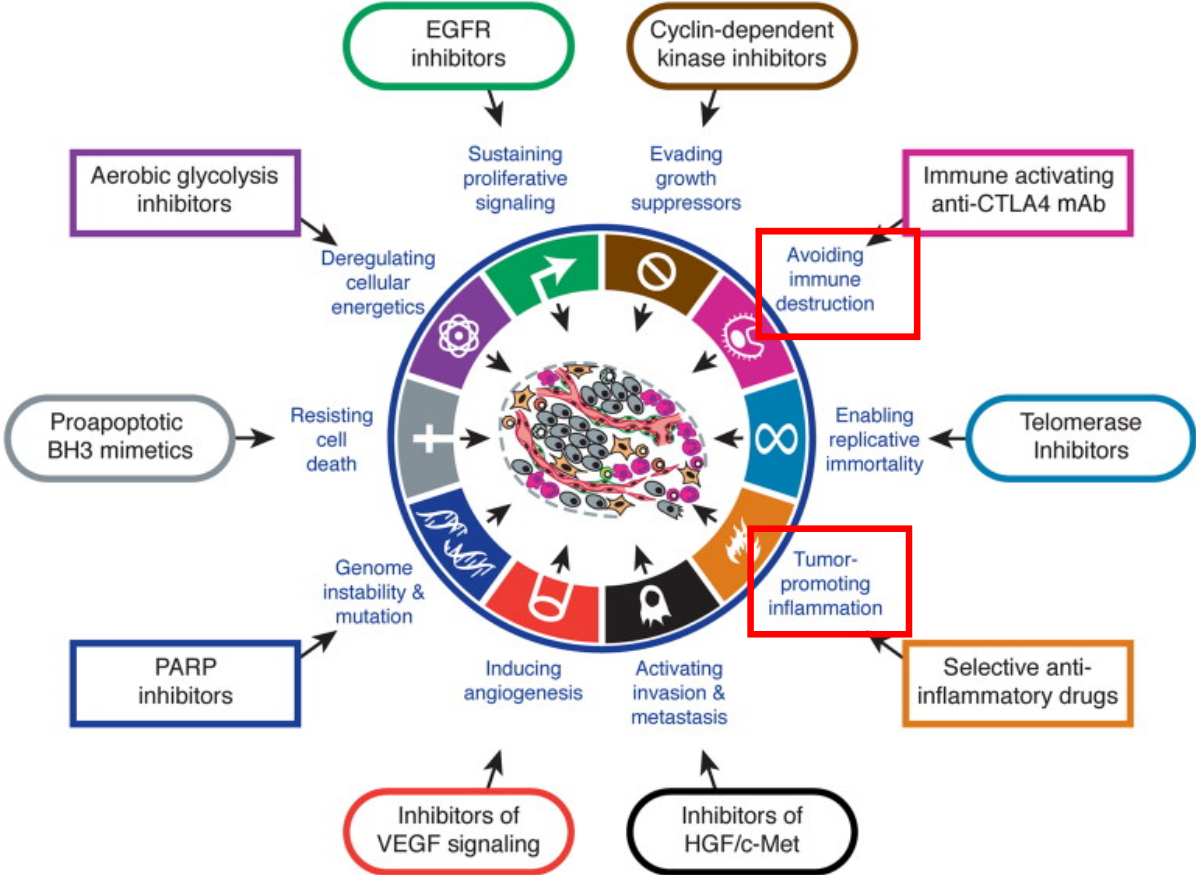 EGFR
inhibitors
Cyclin-dependent
kinase inhibitors
Sustaining
proliferative
signaling
Evading
growth
suppressors
Aerobic glycolysis
inhibitors
Immune activating
anti-CTLA4 mAb
Deregulating
cellular
energetics
Avoiding
immune
destruction
Proapoptotic
BH3 mimetics
Resisting
cell
death
Enabling
replicative
immortality
Telomerase
Inhibitors
Genome
instability &
mutation
Tumor-
promoting
inflammation
PARP
inhibitors
Inducing
angiogenesis
Activating
invasion &
metastasis
Selective anti-
inflammatory drugs
Inhibitors of
VEGF signaling
Inhibitors of
HGF/c-Met